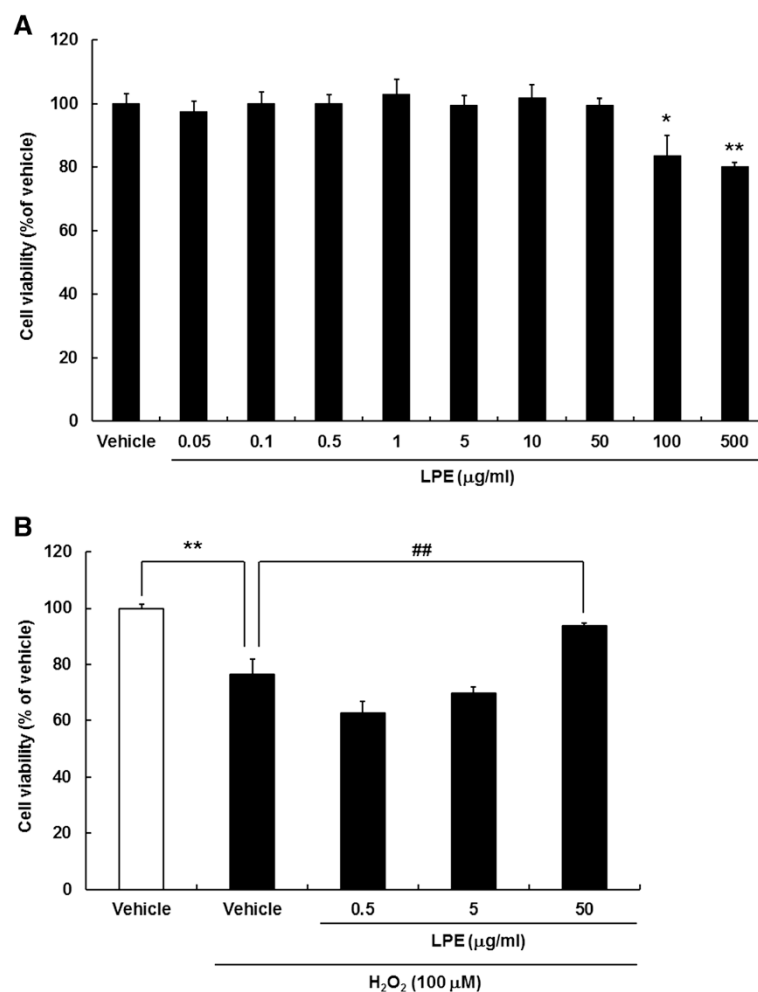 A
120
100
80
60
40
20
0
Cell viability (%of vehicle)
*
**
Vehicle 0.05 0.1 0.5 1 5 10 50 100 500
LPE (μg/ml)
B
120
100
80
60
40
20
0
Cell viability (% of vehicle)
**
##
Vehicle Vehicle 0.5 5 50
LPE (μg/ml)
H₂O₂ (100 μM)